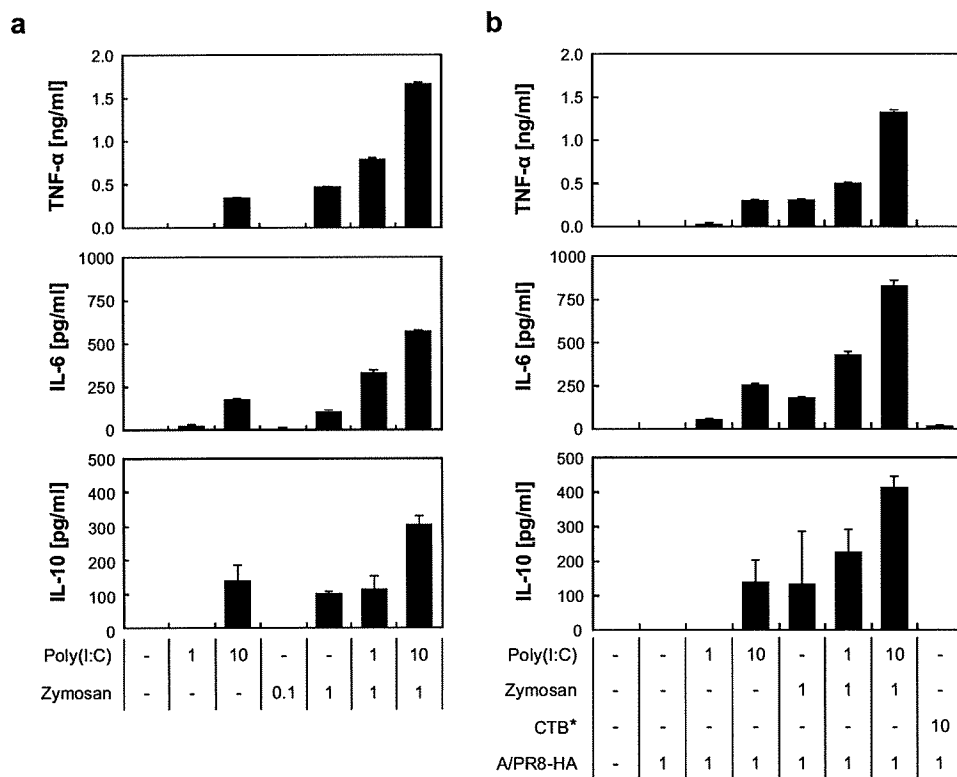 a
TNF-α [ng/ml]
2.0
1.5
1.0
0.5
0.0
IL-6 [pg/ml]
1000
750
500
250
0
IL-10 [pg/ml]
500
400
300
200
100
0
Poly(I:C) - 1 10 - - 1 10
Zymosan - - - 0.1 1 1 1
b
TNF-α [ng/ml]
2.0
1.5
1.0
0.5
0.0
IL-6 [pg/ml]
1000
750
500
250
0
IL-10 [pg/ml]
500
400
300
200
100
0
Poly(I:C) - - 1 10 - 1 10 -
Zymosan - - - - 1 1 1 -
CTB* - - - - - - - 10
A/PR8-HA - 1 1 1 1 1 1 1